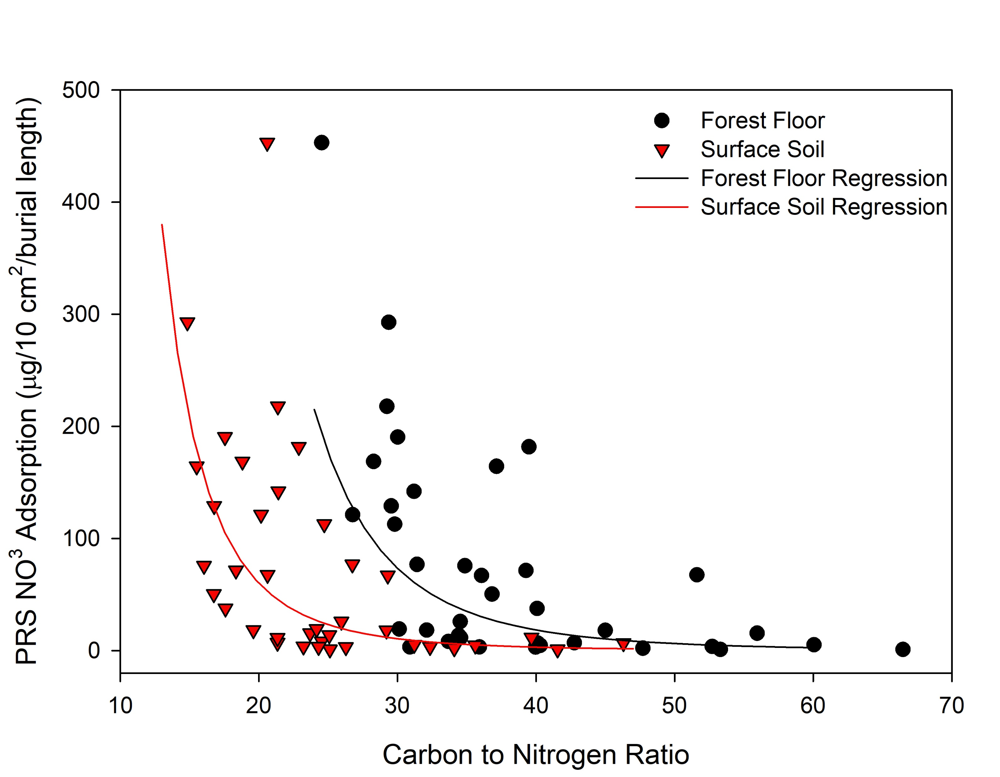 500
400
300
200
100
0
10 20 30 40 50 60 70
PRS NO³ Adsorption (μg/10 cm²/burial length)
Carbon to Nitrogen Ratio
Forest Floor
Surface Soil
Forest Floor Regression
Surface Soil Regression